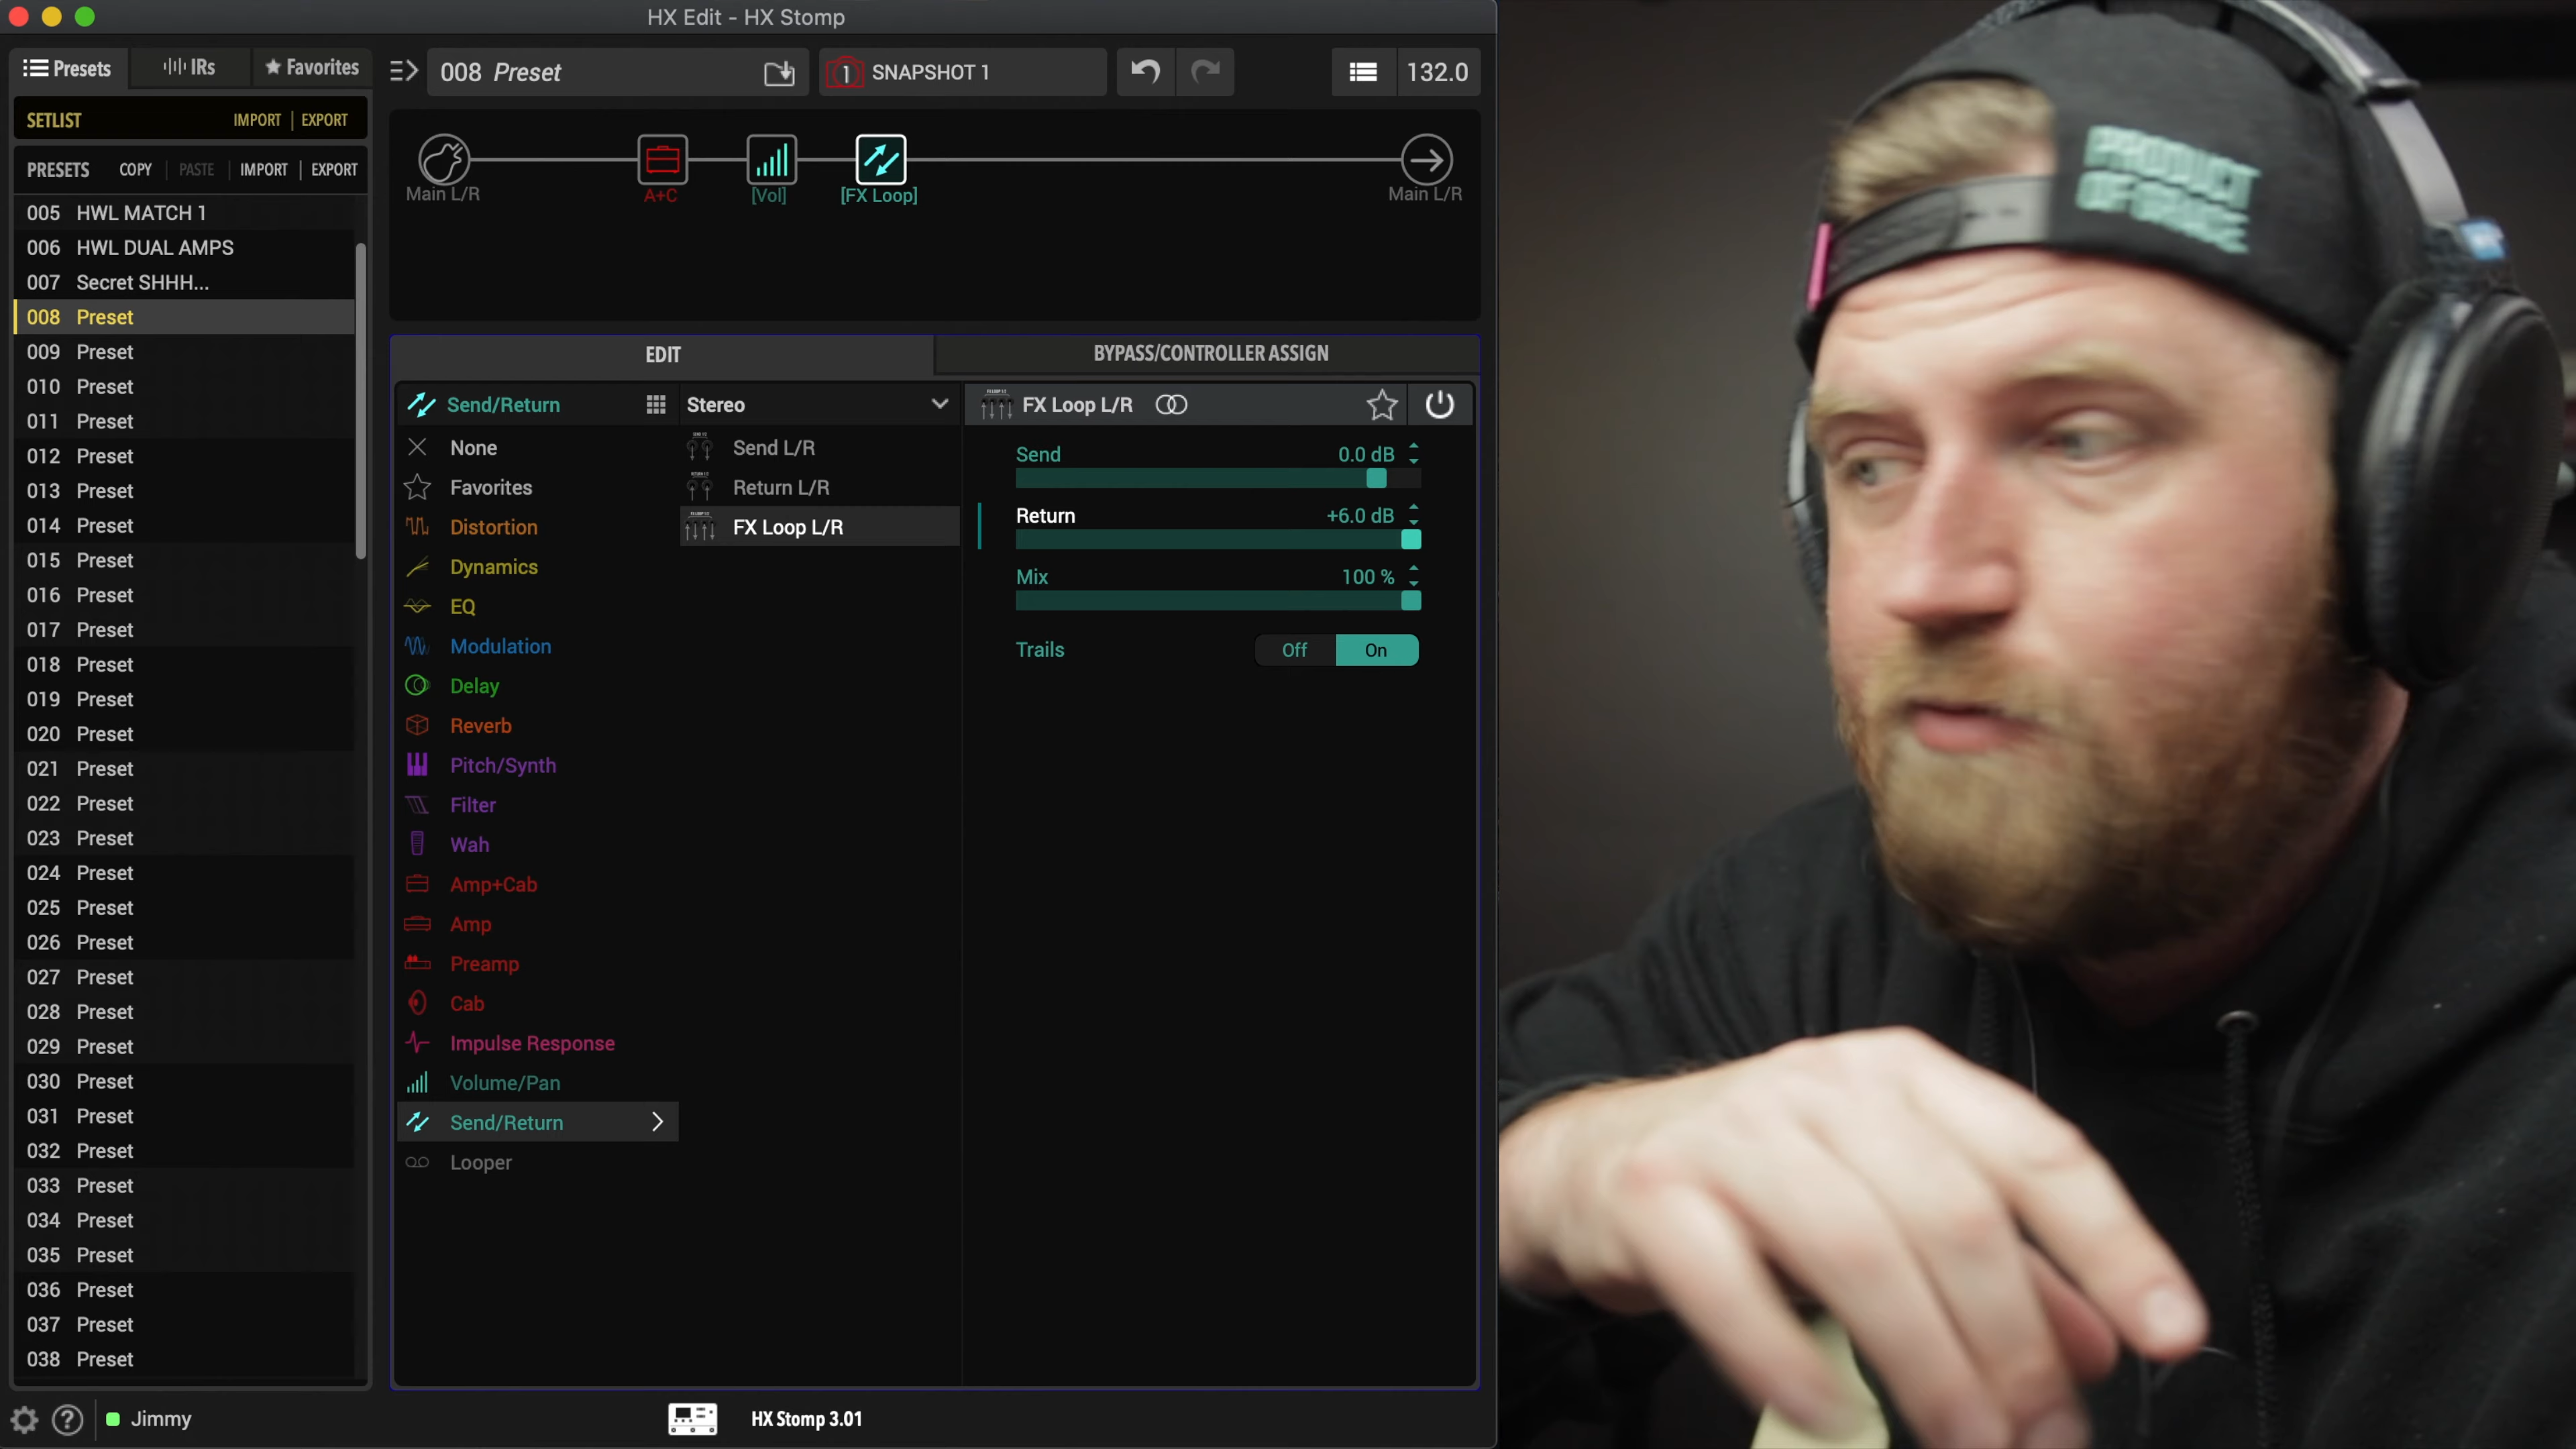 HX Edit - HX Stomp
Presets
IRs
Favorites
008 Preset
1
SNAPSHOT 1
132.0
SETLIST
IMPORT | EXPORT
PRESETS
COPY | PASTE | IMPORT | EXPORT
005 HWL MATCH 1
006 HWL DUAL AMPS
007 Secret SHHH...
008 Preset
009 Preset
010 Preset
011 Preset
012 Preset
013 Preset
014 Preset
015 Preset
016 Preset
017 Preset
018 Preset
019 Preset
020 Preset
021 Preset
022 Preset
023 Preset
024 Preset
025 Preset
026 Preset
027 Preset
028 Preset
029 Preset
030 Preset
031 Preset
032 Preset
033 Preset
034 Preset
035 Preset
036 Preset
037 Preset
038 Preset
Main L/R
A+C
[Vol]
[FX Loop]
Main L/R
EDIT
BYPASS/CONTROLLER ASSIGN
Send/Return
None
Favorites
Distortion
Dynamics
EQ
Modulation
Delay
Reverb
Pitch/Synth
Filter
Wah
Amp+Cab
Amp
Preamp
Cab
Impulse Response
Volume/Pan
Send/Return
Looper
Stereo
Send L/R
Return L/R
FX Loop L/R
FX Loop L/R
Send 0.0 dB
Return +6.0 dB
Mix 100 %
Trails Off On
Jimmy
HX Stomp 3.01
PRODUCT